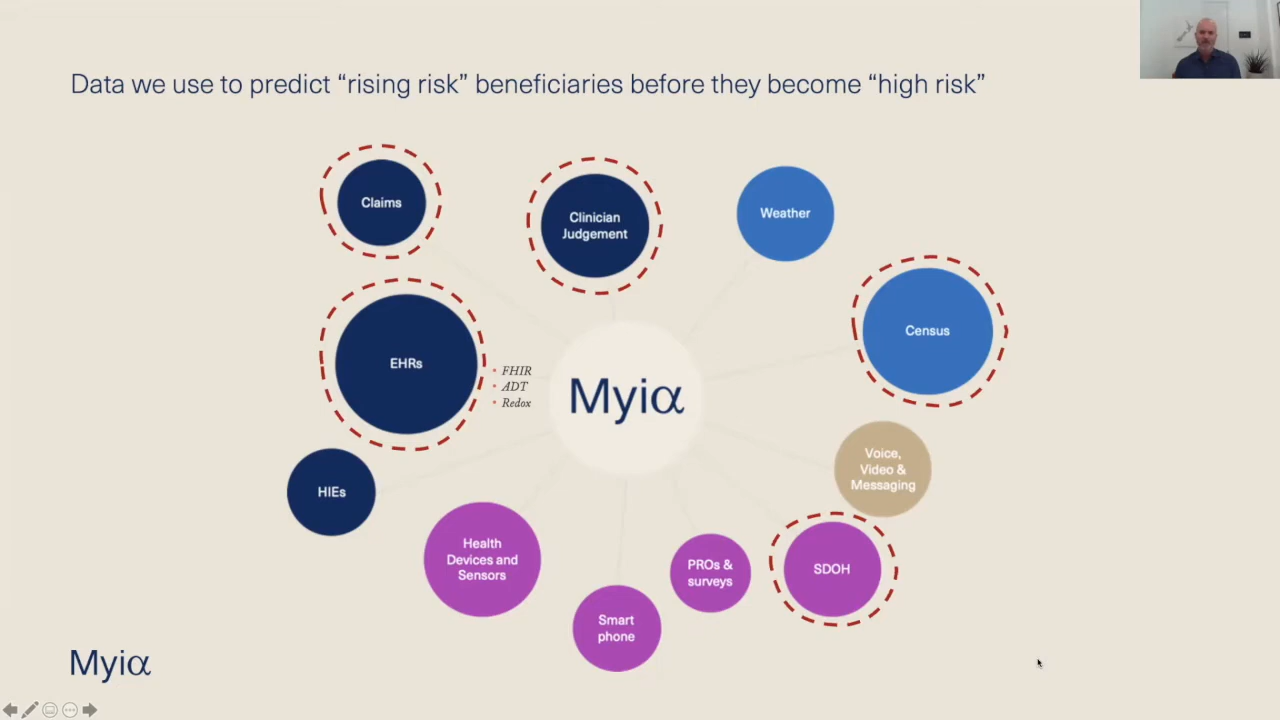 Data we use to predict “rising risk” beneficiaries before they become “high risk”
Claims
Clinician
Judgement
Weather
Census
EHRs
• FHIR
• ADT
• Redox
Myiα
Voice,
Video &
Messaging
HIEs
Health
Devices and
Sensors
PROs &
surveys
SDOH
Smart
phone
Myiα